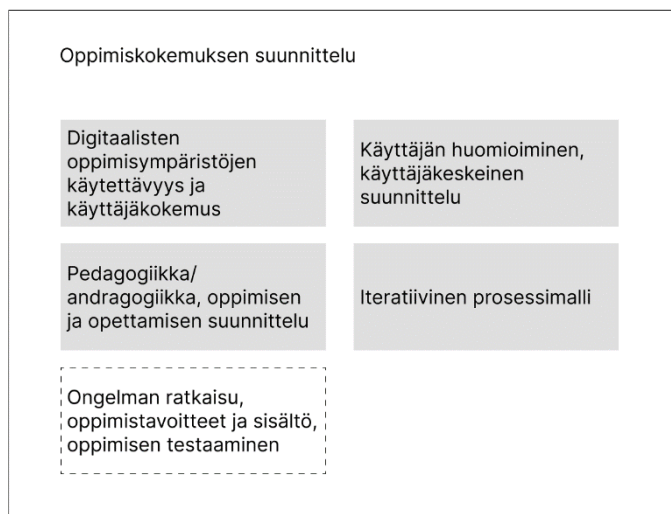 Oppimiskokemuksen suunnittelu
Digitaalisten
oppimisympäristöjen
käytettävyys ja
käyttäjäkokemus
Käyttäjän huomioiminen,
käyttäjäkeskeinen
suunnittelu
Pedagogiikka/
andragogiikka, oppimisen
ja opettamisen suunnittelu
Iteratiivinen prosessimalli
Ongelman ratkaisu,
oppimistavoitteet ja sisältö,
oppimisen testaaminen